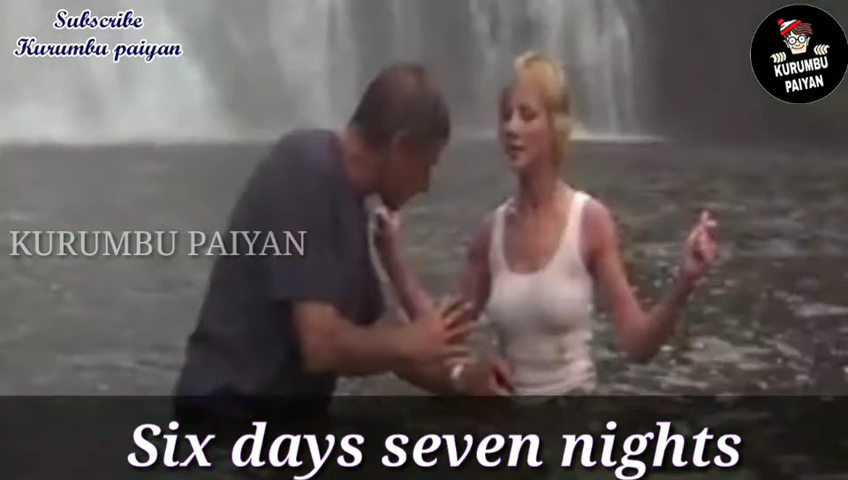 Subscribe
Kurumbu paiyan
KURUMBU
PAIYAN
KURUMBU PAIYAN
Six days seven nights